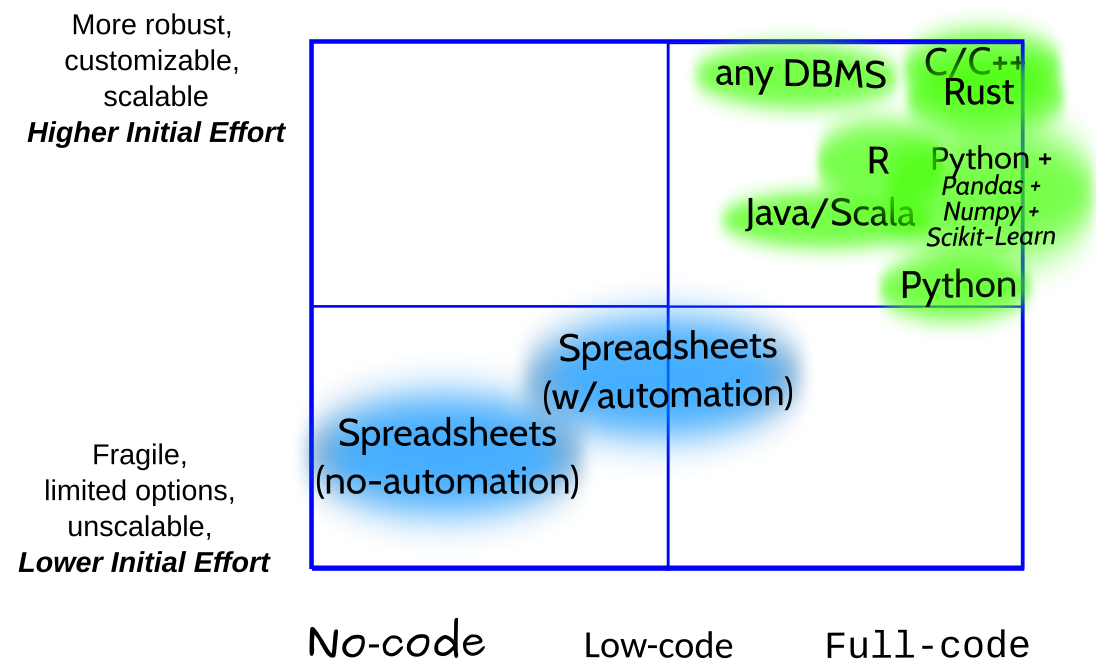 More robust,
customizable,
scalable
Higher Initial Effort
any DBMS
C/C++
Rust
R
Python +
Pandas +
Numpy +
Scikit-Learn
Java/Scala
Python
Spreadsheets
(w/automation)
Spreadsheets
(no-automation)
Fragile,
limited options,
unscalable,
Lower Initial Effort
No-code
Low-code
Full-code